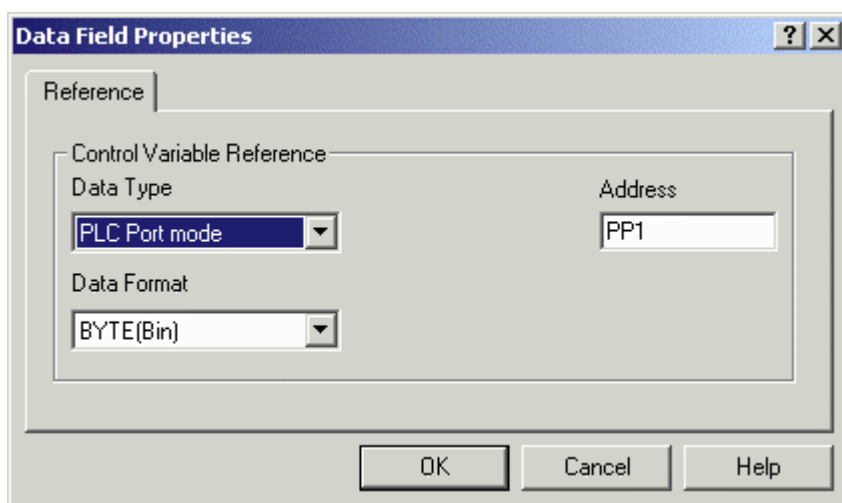 Data Field Properties
Reference
Control Variable Reference
Data Type Address
PLC Port mode PP1
Data Format
BYTE(Bin)
OK Cancel Help